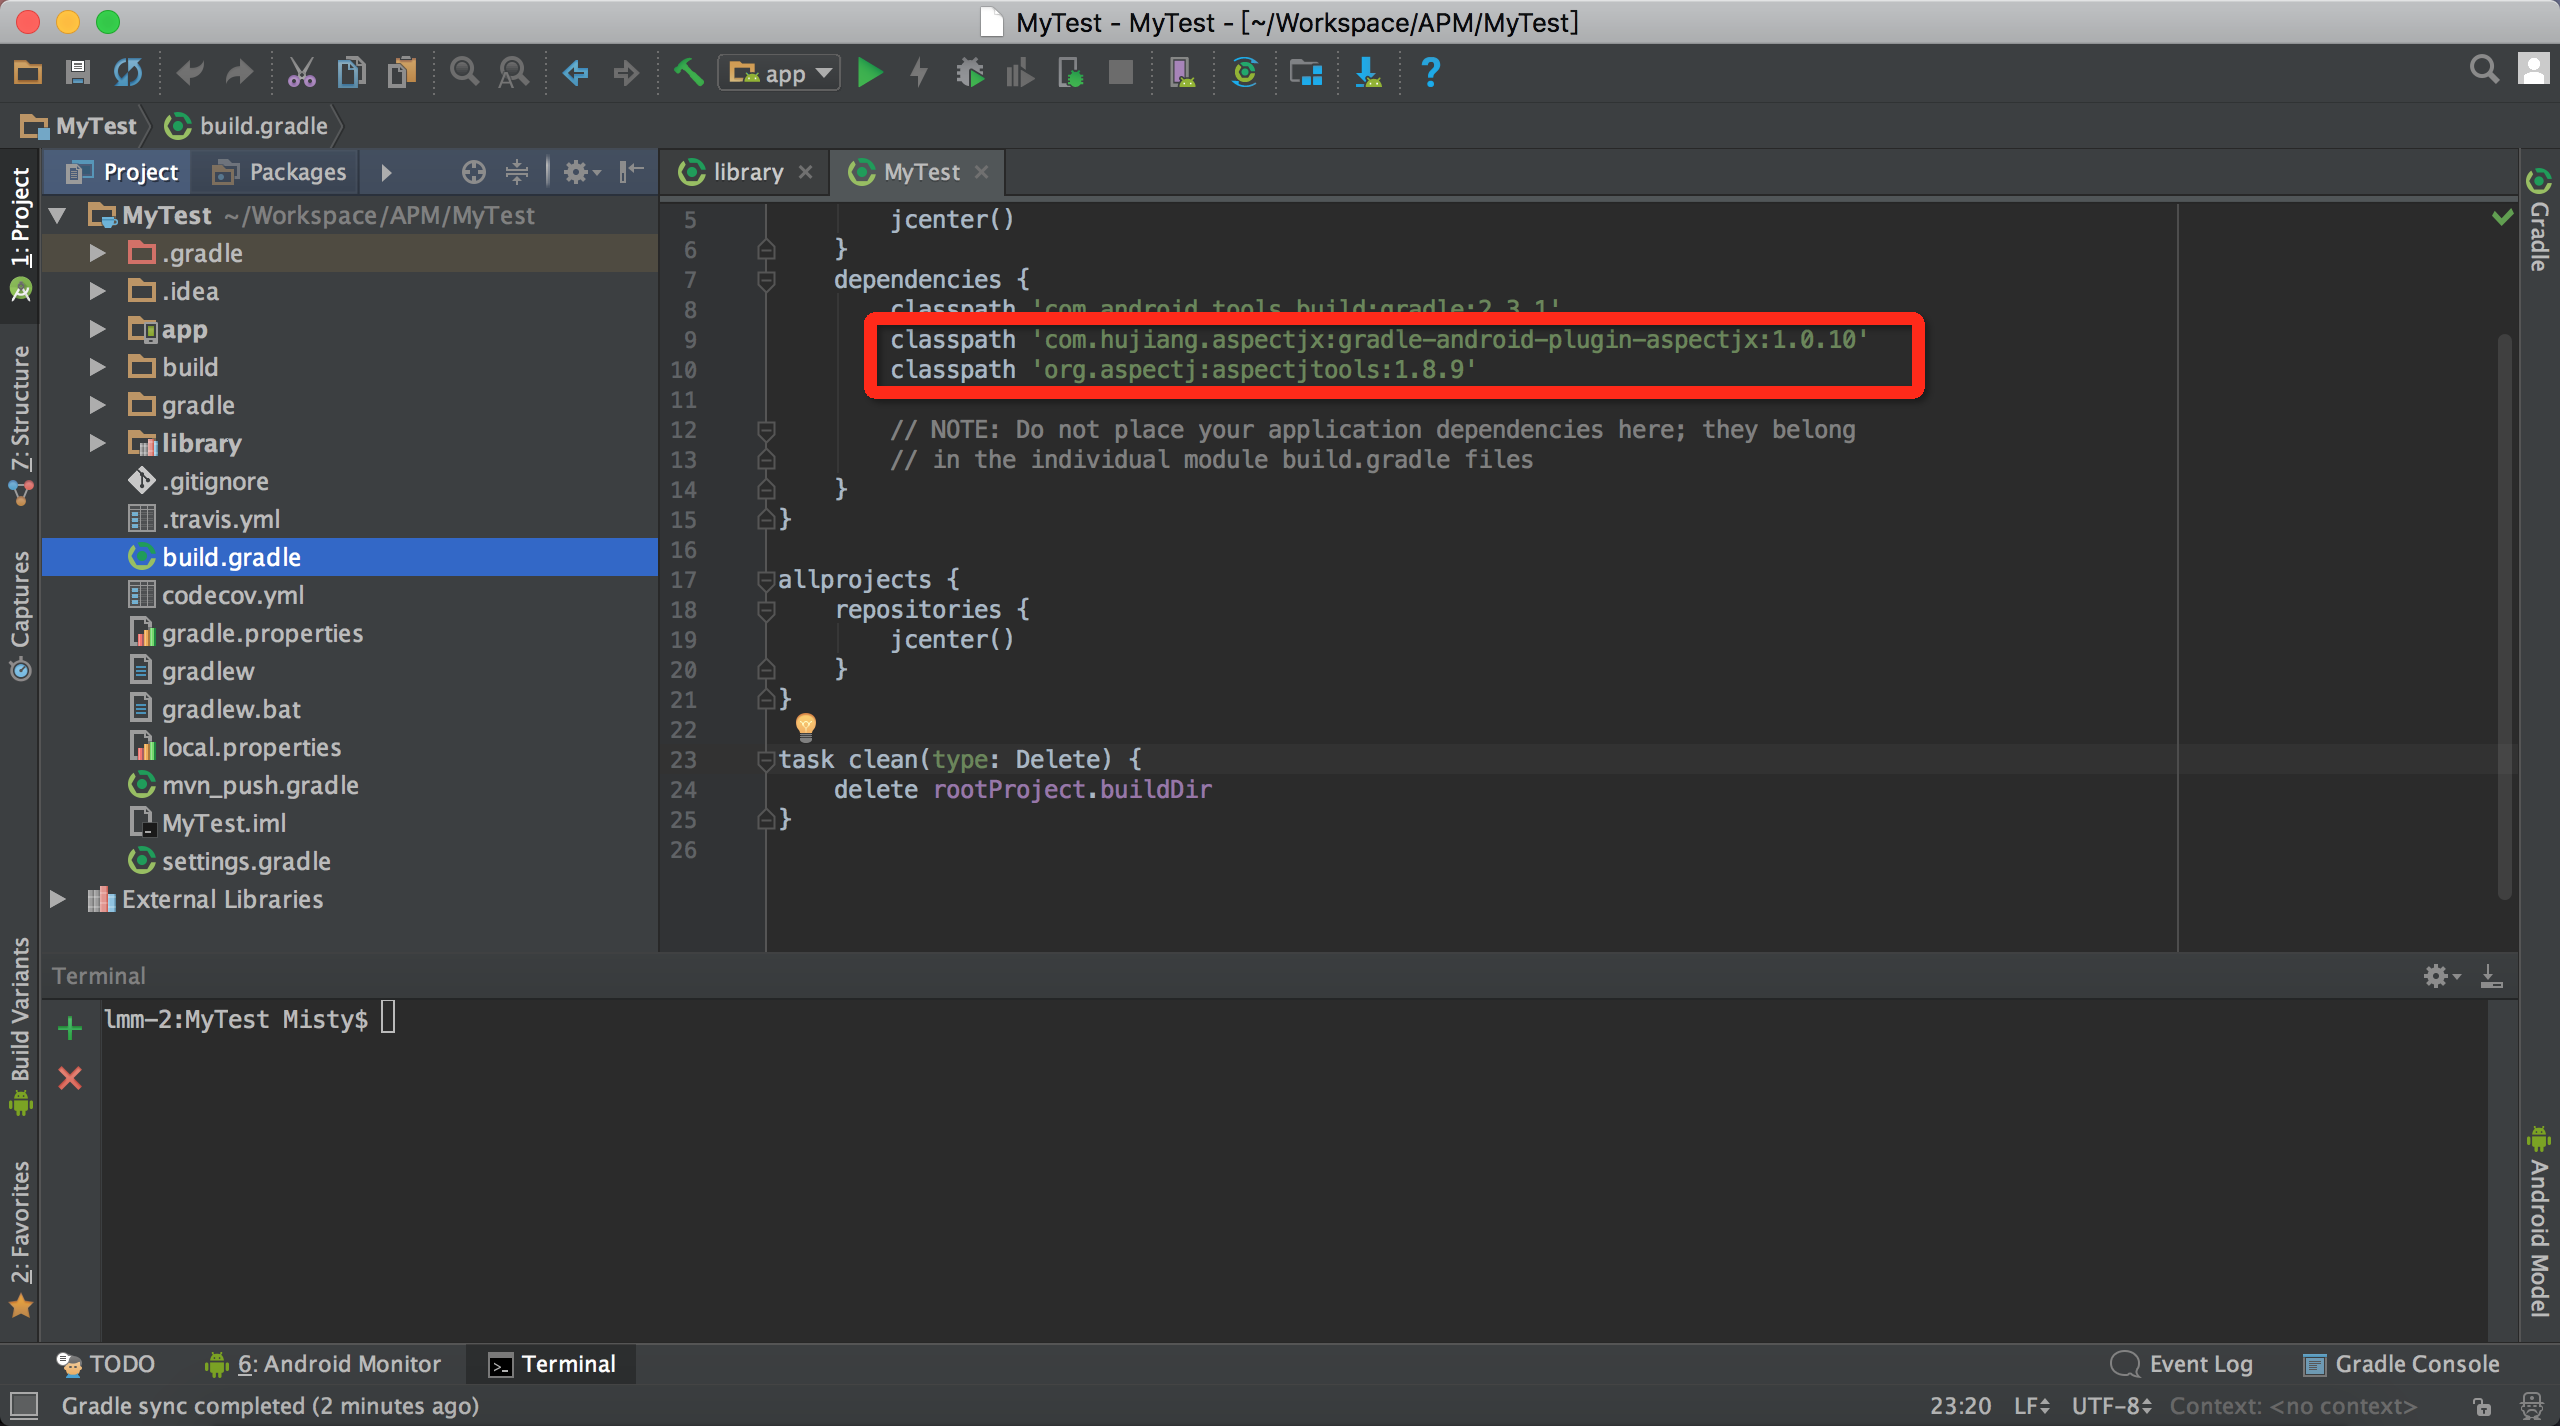 MyTest - MyTest - [~/Workspace/APM/MyTest]
app
MyTest
build.gradle
Project
Packages
library
MyTest
1: Project
7: Structure
Captures
Build Variants
2: Favorites
MyTest ~/Workspace/APM/MyTest
.gradle
.idea
app
build
gradle
library
.gitignore
.travis.yml
build.gradle
codecov.yml
gradle.properties
gradlew
gradlew.bat
local.properties
mvn_push.gradle
MyTest.iml
settings.gradle
External Libraries
5 jcenter()
6 }
7 dependencies {
8 classpath 'com.android.tools.build:gradle:2.3.1'
9 classpath 'com.hujiang.aspectjx:gradle-android-plugin-aspectjx:1.0.10'
10 classpath 'org.aspectj:aspectjtools:1.8.9'
11
12 // NOTE: Do not place your application dependencies here; they belong
13 // in the individual module build.gradle files
14 }
15 }
16
17 allprojects {
18 repositories {
19 jcenter()
20 }
21 }
22
23 task clean(type: Delete) {
24 delete rootProject.buildDir
25 }
26
Gradle
Android Model
Terminal
lmm-2:MyTest Misty$
TODO
6: Android Monitor
Terminal
Event Log
Gradle Console
Gradle sync completed (2 minutes ago)
23:20
LF
UTF-8
Context: <no context>